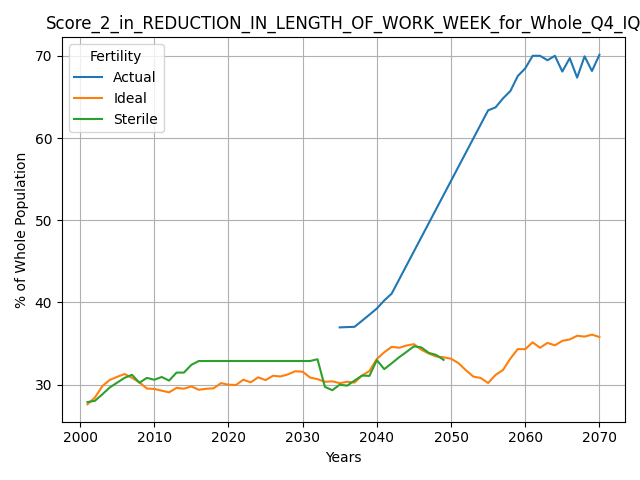 Score_2_in_REDUCTION_IN_LENGTH_OF_WORK_WEEK_for_Whole_Q4_IQ
Fertility
Actual
Ideal
Sterile
70
60
50
40
30
% of Whole Population
2000 2010 2020 2030 2040 2050 2060 2070
Years